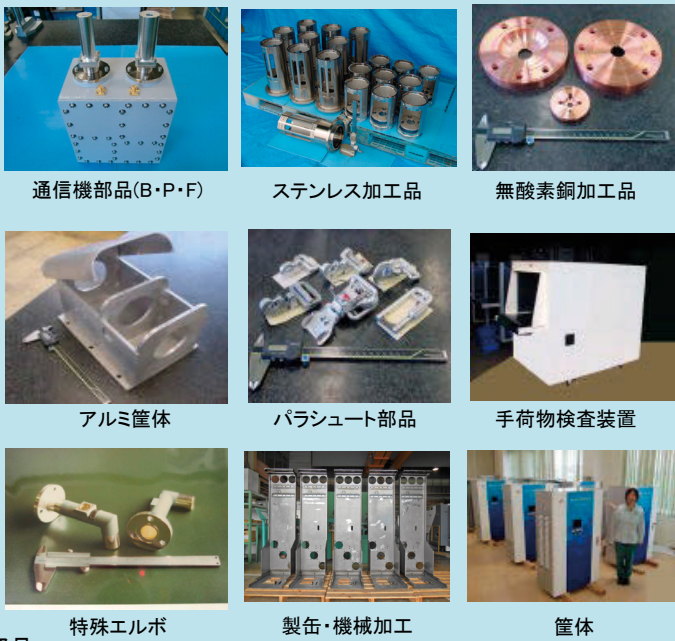 通信機部品(B・P・F)
ステンレス加工品
無酸素銅加工品
アルミ筐体
パラシュート部品
手荷物検査装置
特殊エルボ
製缶・機械加工
筐体